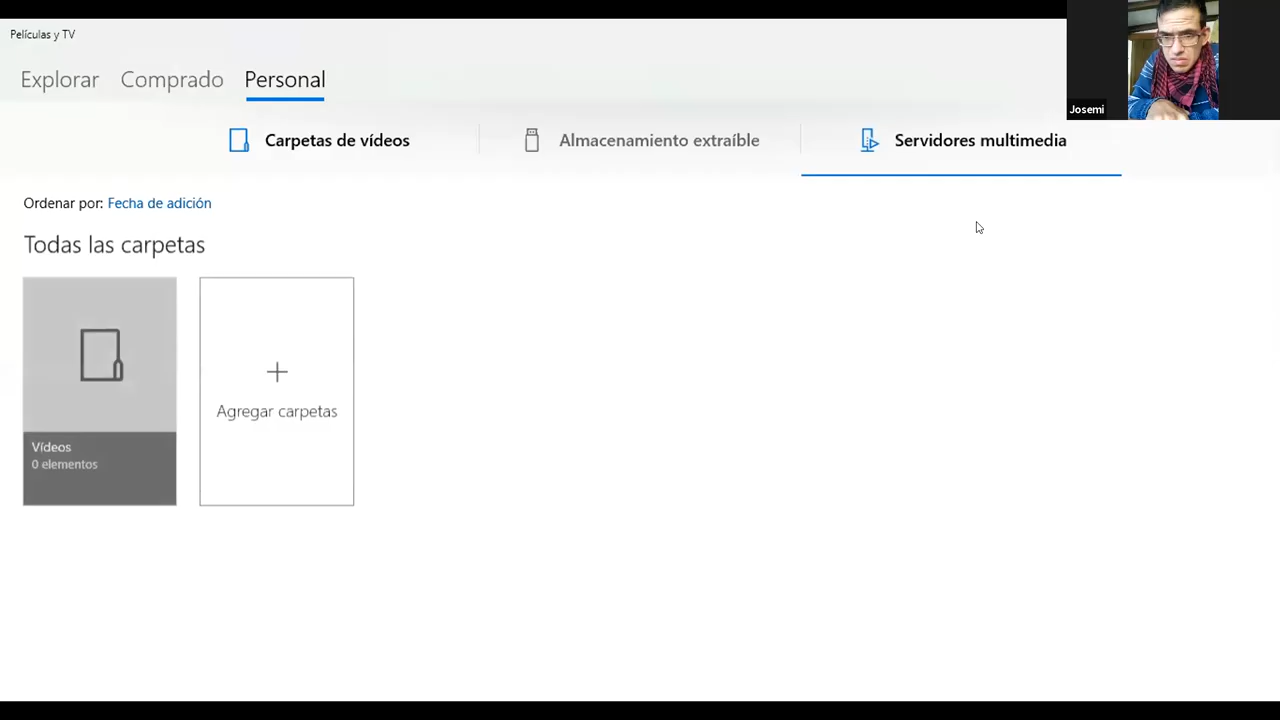 Películas y TV
Explorar Comprado Personal
Josemi
Carpetas de vídeos Almacenamiento extraíble Servidores multimedia
Ordenar por: Fecha de adición
Todas las carpetas
Agregar carpetas
Vídeos
0 elementos